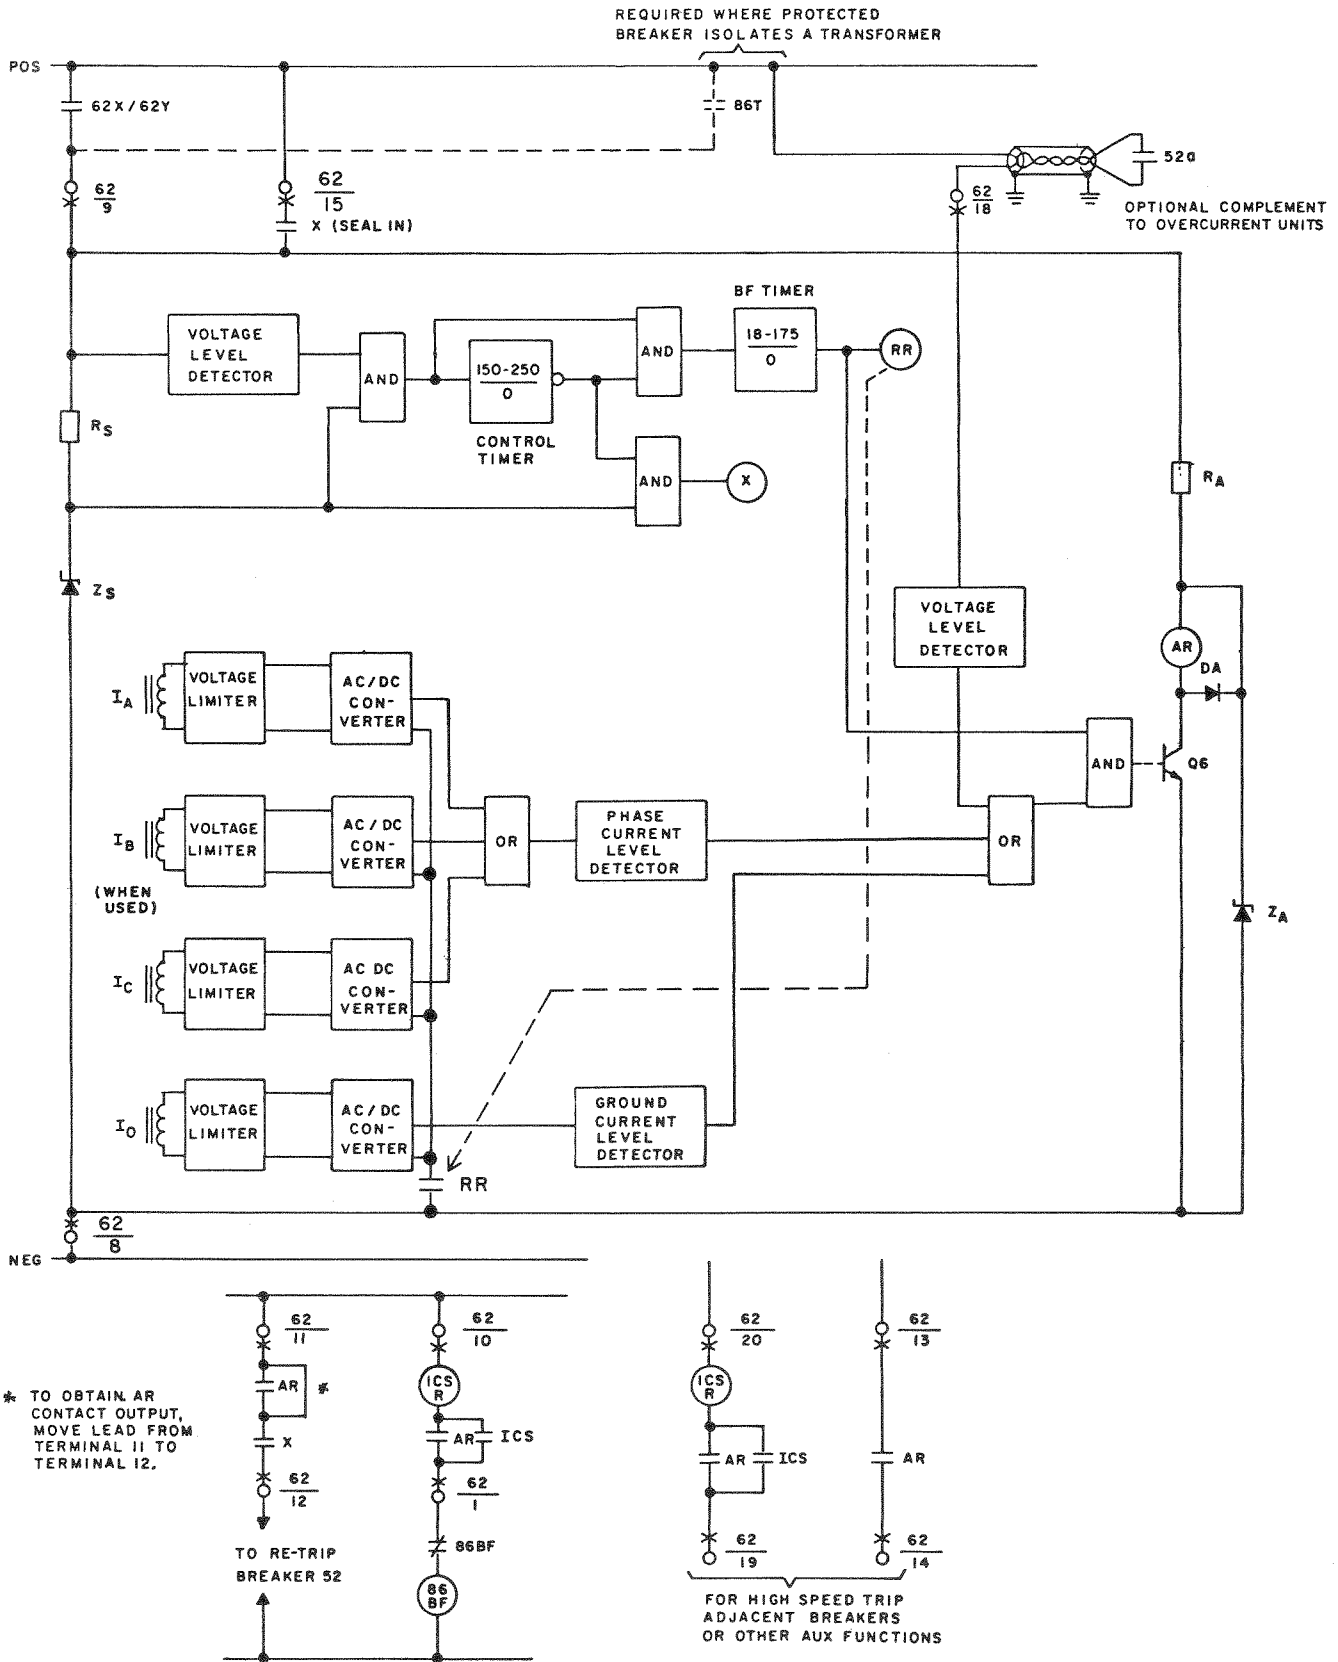 REQUIRED WHERE PROTECTED
BREAKER ISOLATES A TRANSFORMER
POS
62X/62Y
86T
52a
62
9
62
15
X (SEAL IN)
62
18
OPTIONAL COMPLEMENT
TO OVERCURRENT UNITS
BF TIMER
VOLTAGE
LEVEL
DETECTOR
AND
150-250
0
CONTROL
TIMER
AND
18-175
0
RR
RS
AND
X
RA
ZS
VOLTAGE
LEVEL
DETECTOR
AR
DA
IA
VOLTAGE
LIMITER
AC/DC
CON-
VERTER
AND
Q6
IB
(WHEN
USED)
VOLTAGE
LIMITER
AC/DC
CON-
VERTER
OR
PHASE
CURRENT
LEVEL
DETECTOR
OR
ZA
IC
VOLTAGE
LIMITER
AC DC
CON-
VERTER
IO
VOLTAGE
LIMITER
AC/DC
CON-
VERTER
GROUND
CURRENT
LEVEL
DETECTOR
RR
62
8
NEG
62
11
62
10
62
20
62
13
* TO OBTAIN AR
CONTACT OUTPUT,
MOVE LEAD FROM
TERMINAL 11 TO
TERMINAL 12.
AR
*
X
ICS
R
AR
ICS
ICS
R
AR
ICS
AR
62
12
62
1
TO RE-TRIP
BREAKER 52
86BF
86
BF
62
19
62
14
FOR HIGH SPEED TRIP
ADJACENT BREAKERS
OR OTHER AUX FUNCTIONS